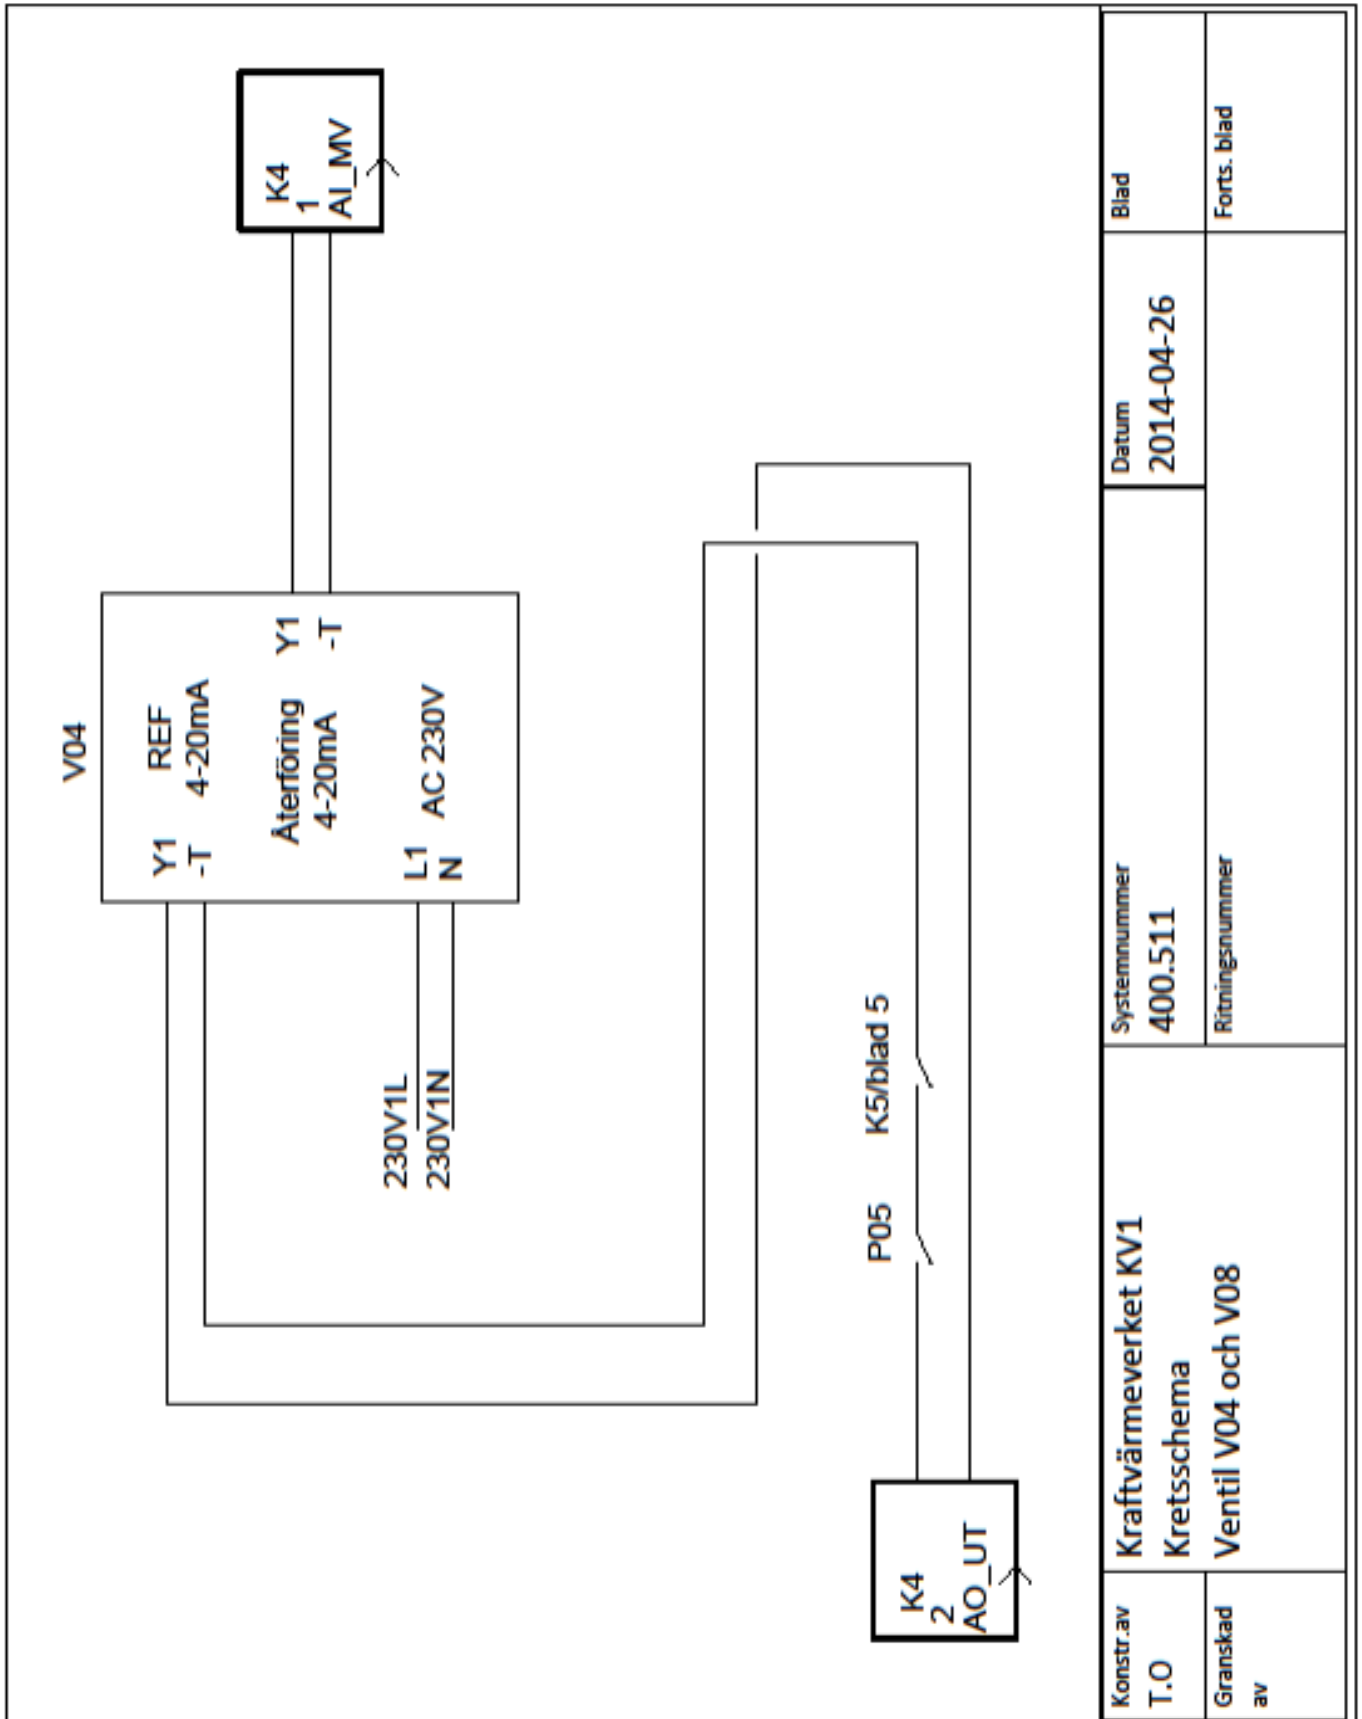 V04
REF
4-20mA
Y1
-T
Återföring
4-20mA
Y1
-T
L1
N
AC 230V
K4
1
AI_MV
230V1L
230V1N
P05
K5/blad 5
K4
2
AO_UT
Konstr.av
T.O
Granskad
av
Kraftvärmeverket KV1
Kretsschema
Ventil V04 och V08
Systemnummer
400.511
Ritningsnummer
Datum
2014-04-26
Blad
Forts. blad